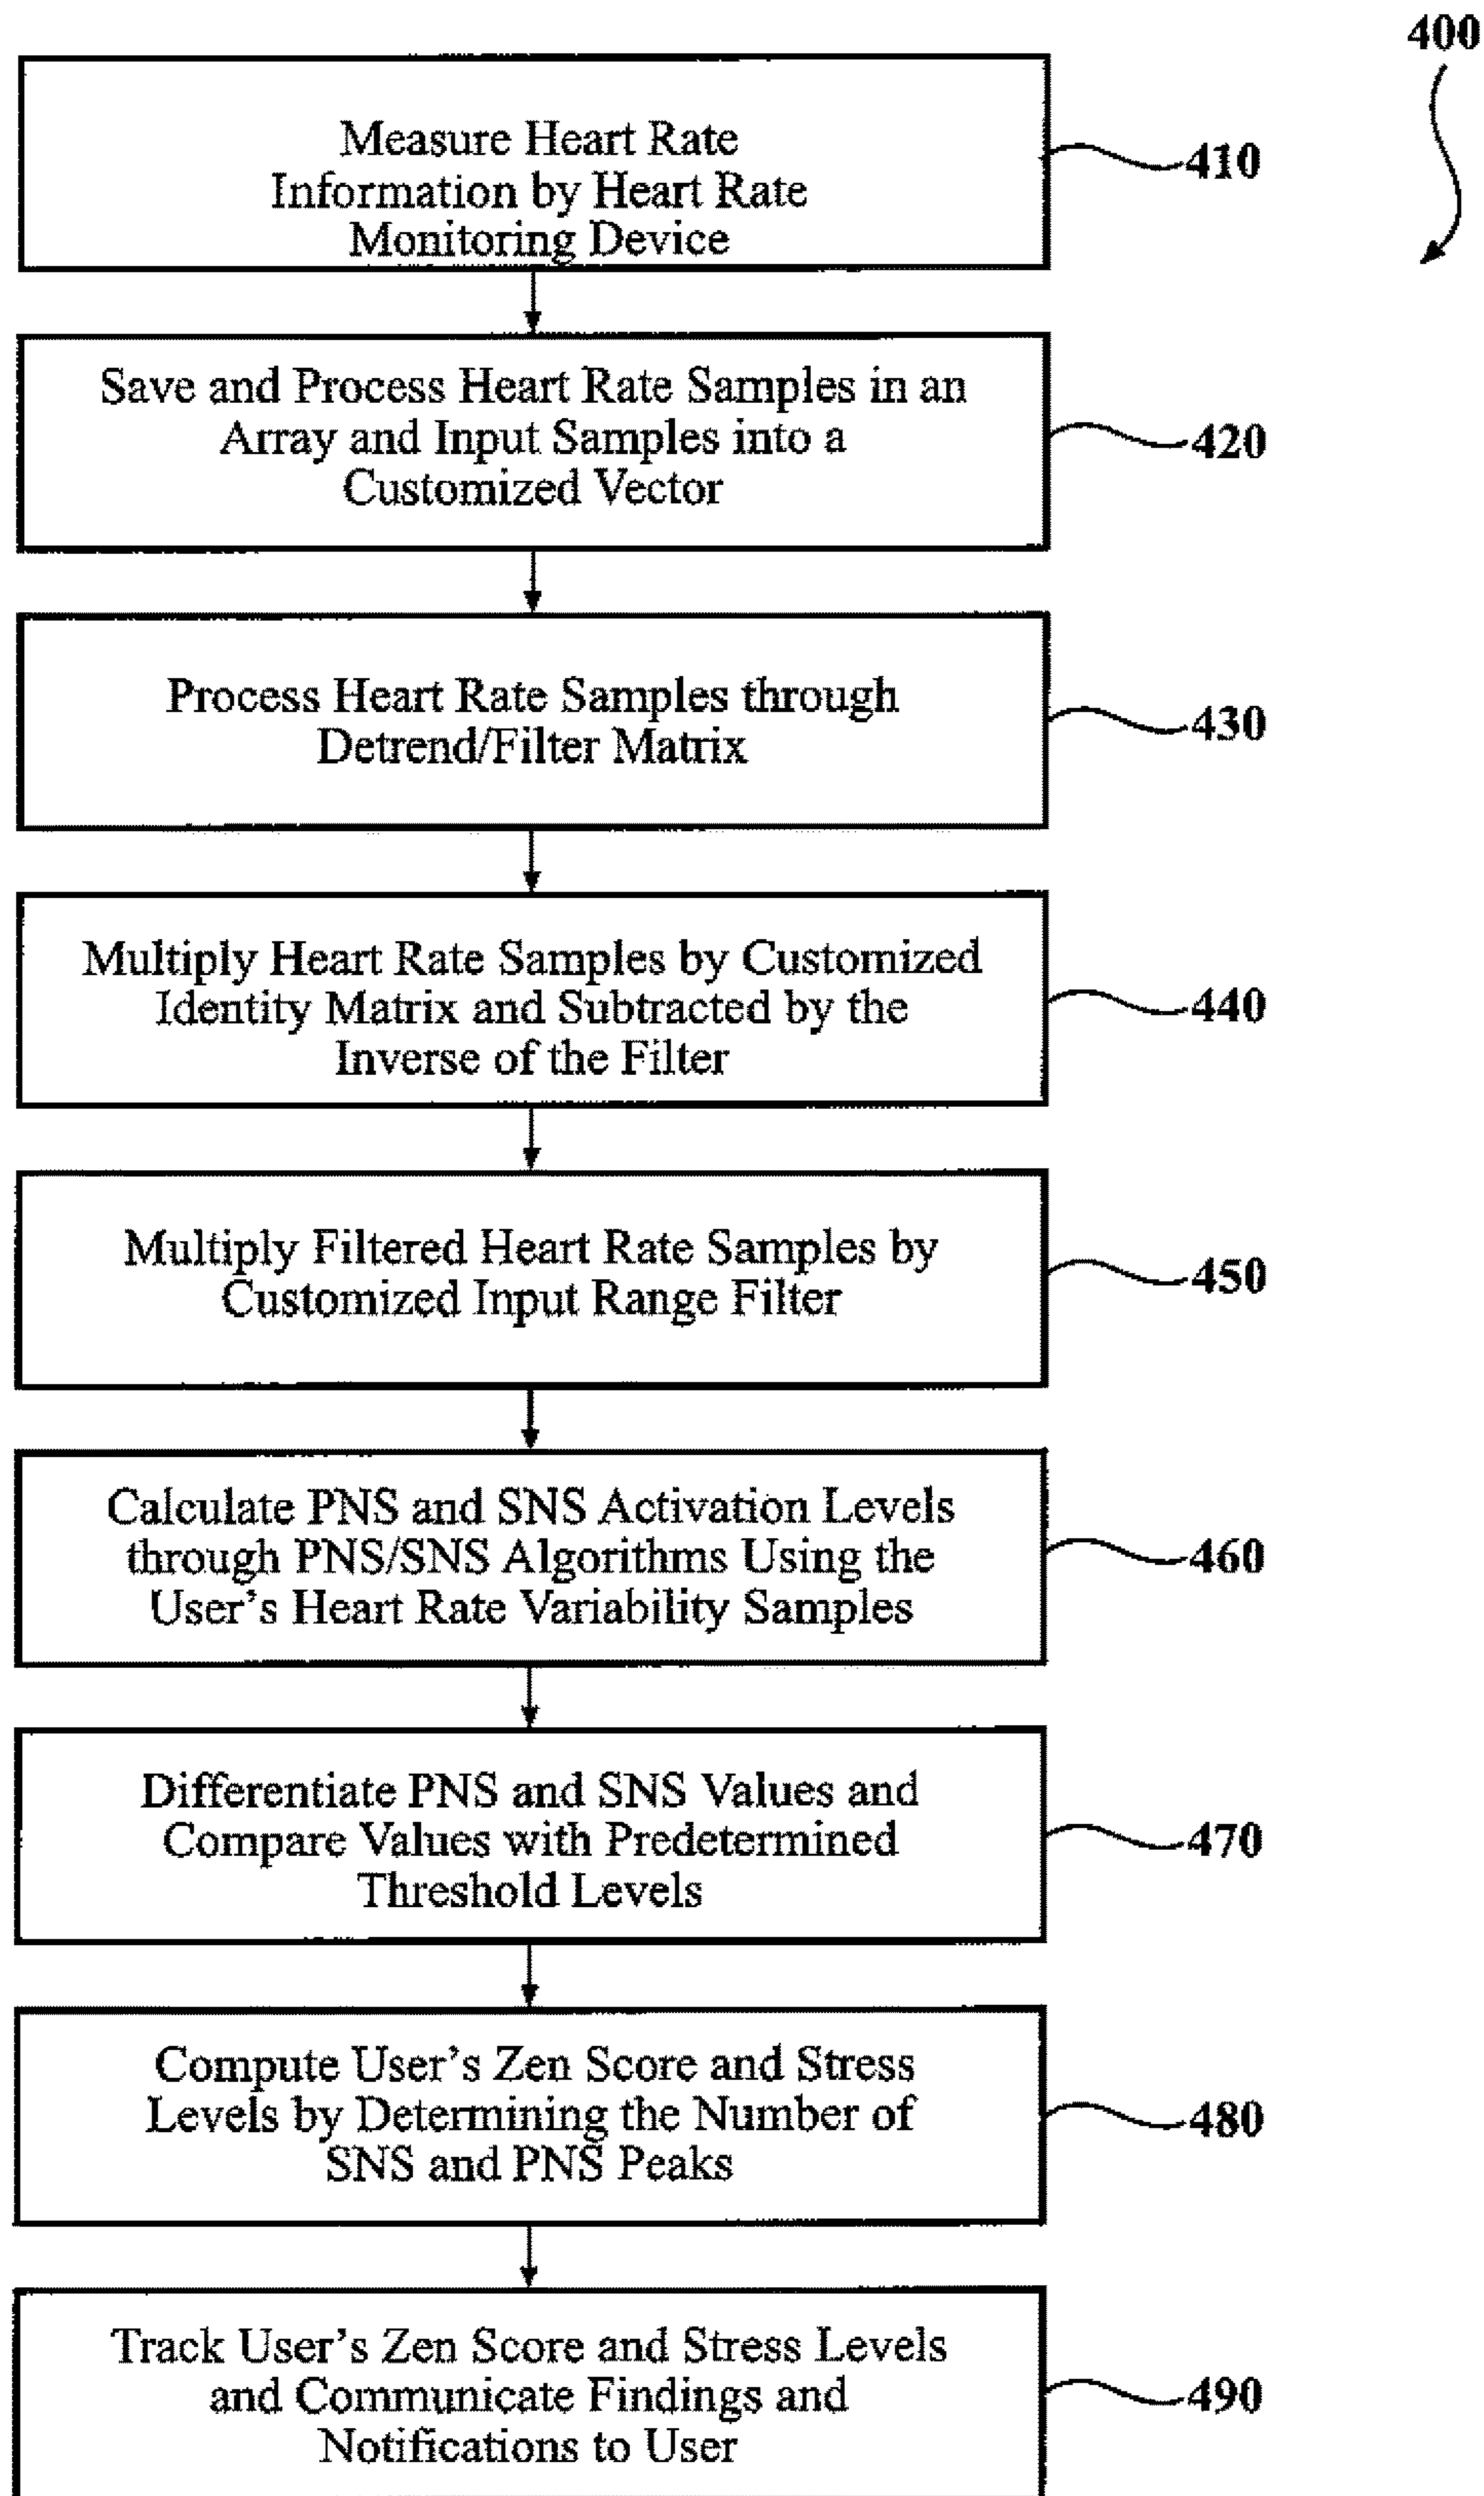 400
Measure Heart Rate
Information by Heart Rate
Monitoring Device
410
Save and Process Heart Rate Samples in an
Array and Input Samples into a
Customized Vector
420
Process Heart Rate Samples through
Detrend/Filter Matrix
430
Multiply Heart Rate Samples by Customized
Identity Matrix and Subtracted by the
Inverse of the Filter
440
Multiply Filtered Heart Rate Samples by
Customized Input Range Filter
450
Calculate PNS and SNS Activation Levels
through PNS/SNS Algorithms Using the
User's Heart Rate Variability Samples
460
Differentiate PNS and SNS Values and
Compare Values with Predetermined
Threshold Levels
470
Compute User's Zen Score and Stress
Levels by Determining the Number of
SNS and PNS Peaks
480
Track User's Zen Score and Stress Levels
and Communicate Findings and
Notifications to User
490